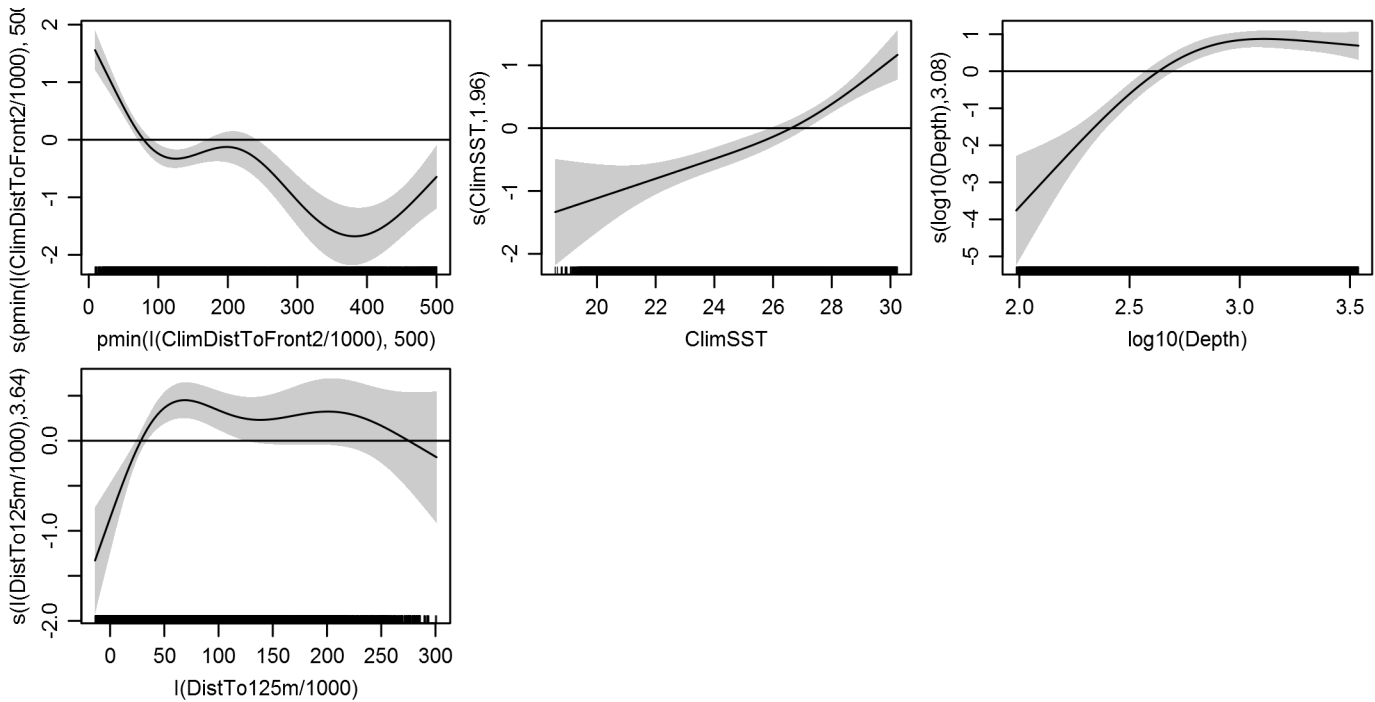 s(pmin(I(ClimDistToFront2/1000), 50
2
1
0
-1
-2
0 100 200 300 400 500
pmin(I(ClimDistToFront2/1000), 500)
s(ClimSST,1.96)
1
0
-1
-2
20 22 24 26 28 30
ClimSST
s(log10(Depth),3.08)
1
0
-1
-2
-3
-4
-5
2.0 2.5 3.0 3.5
log10(Depth)
s(I(DistTo125m/1000),3.64)
0.0
-1.0
-2.0
0 50 100 150 200 250 300
I(DistTo125m/1000)